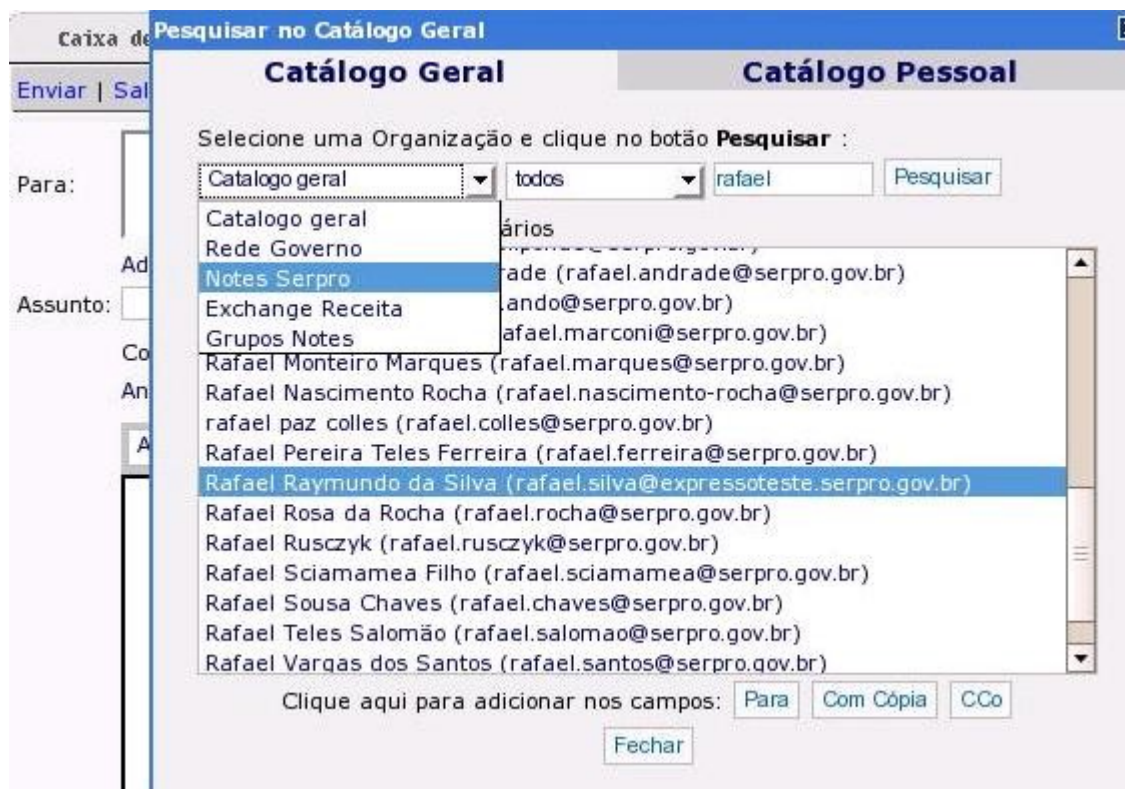 Caixa de
Pesquisar no Catálogo Geral
Catálogo Geral
Catálogo Pessoal
Enviar | Sal
Selecione uma Organização e clique no botão Pesquisar :
Para:
Catalogo geral
todos
rafael
Pesquisar
Catalogo geral
Rede Governo
Notes Serpro
Exchange Receita
Grupos Notes
ários
Ad
rade (rafael.andrade@serpro.gov.br)
Assunto:
.ando@serpro.gov.br)
Co
afael.marconi@serpro.gov.br)
Rafael Monteiro Marques (rafael.marques@serpro.gov.br)
An
Rafael Nascimento Rocha (rafael.nascimento-rocha@serpro.gov.br)
rafael paz colles (rafael.colles@serpro.gov.br)
A
Rafael Pereira Teles Ferreira (rafael.ferreira@serpro.gov.br)
Rafael Raymundo da Silva (rafael.silva@expressoteste.serpro.gov.br)
Rafael Rosa da Rocha (rafael.rocha@serpro.gov.br)
Rafael Rusczyk (rafael.rusczyk@serpro.gov.br)
Rafael Sciamamea Filho (rafael.sciamamea@serpro.gov.br)
Rafael Sousa Chaves (rafael.chaves@serpro.gov.br)
Rafael Teles Salomão (rafael.salomao@serpro.gov.br)
Rafael Vargas dos Santos (rafael.santos@serpro.gov.br)
Clique aqui para adicionar nos campos:
Para
Com Cópia
CCo
Fechar